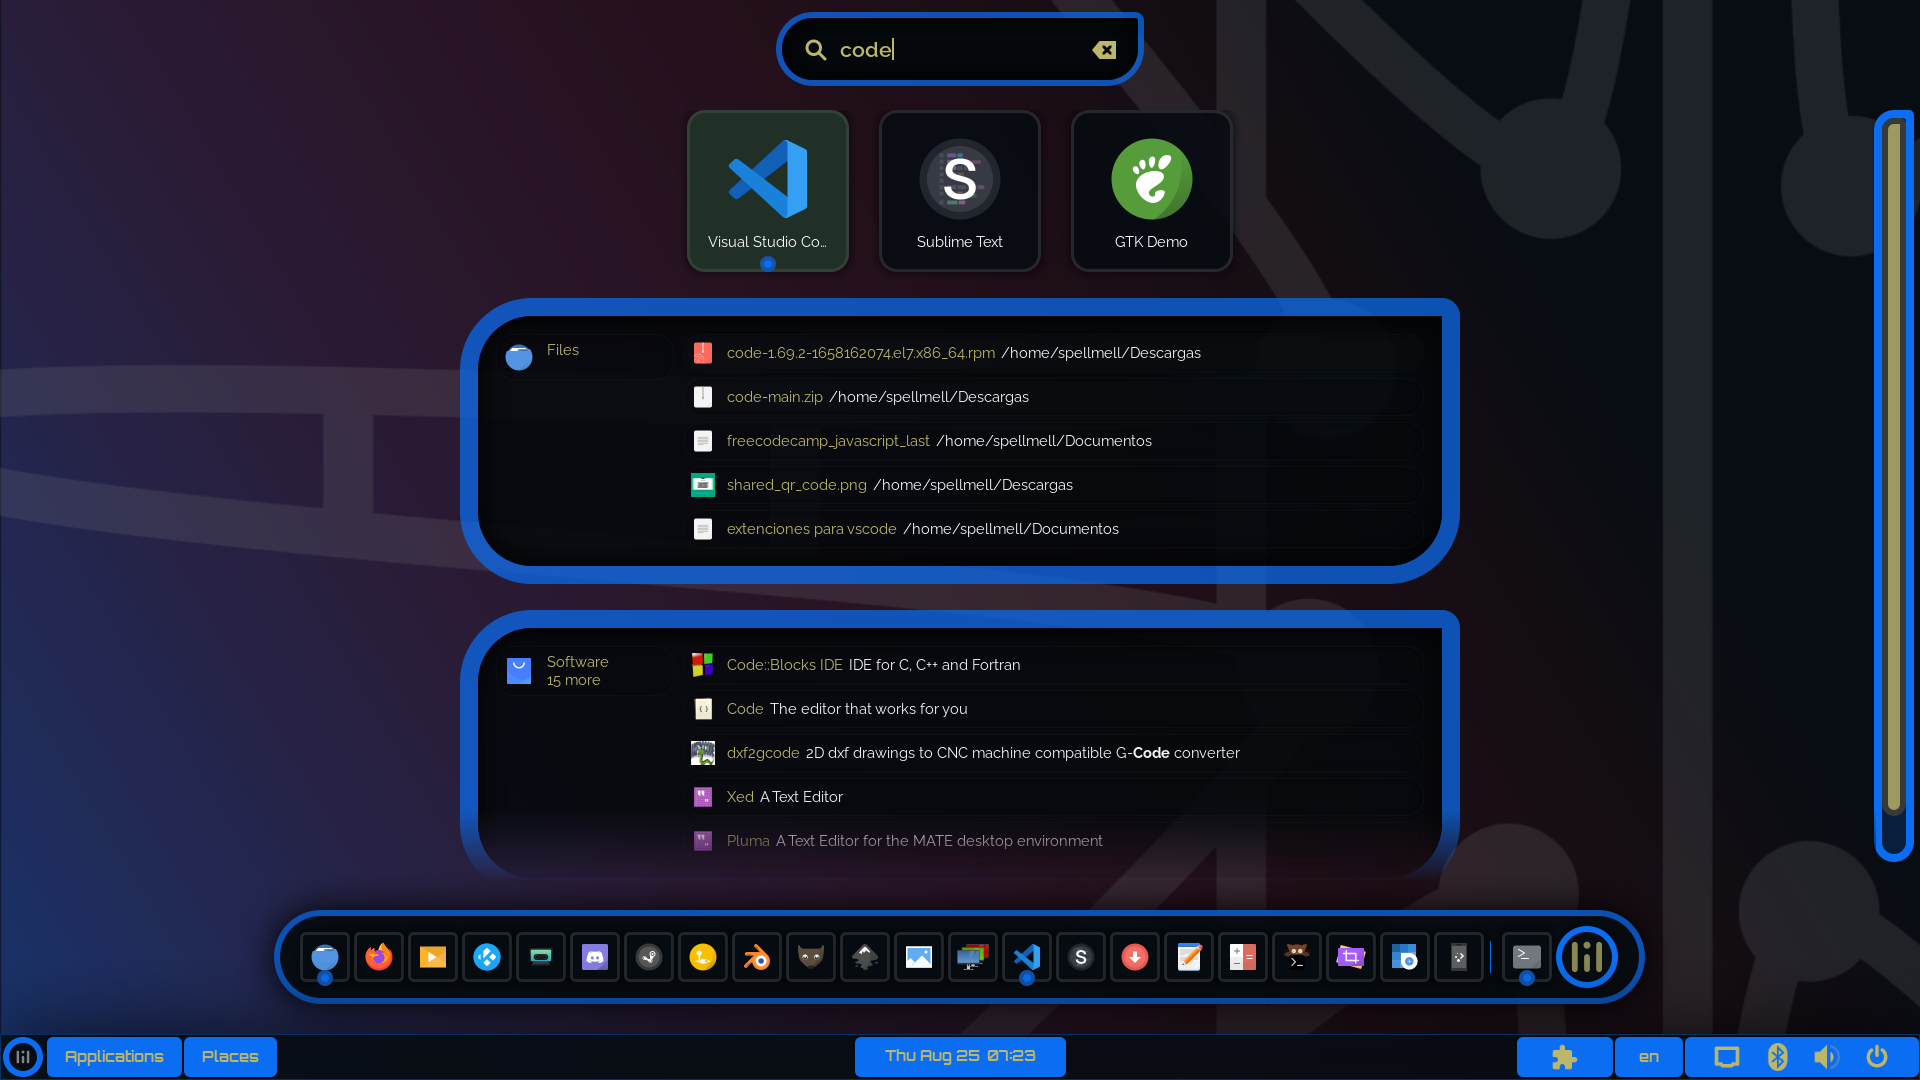 code
Visual Studio Co...
Sublime Text
GTK Demo
Files
code-1.69.2-1658162074.el7.x86_64.rpm /home/spellmell/Descargas
code-main.zip /home/spellmell/Descargas
freecodecamp_javascript_last /home/spellmell/Documentos
shared_qr_code.png /home/spellmell/Descargas
extenciones para vscode /home/spellmell/Documentos
Software
15 more
Code::Blocks IDE IDE for C, C++ and Fortran
Code The editor that works for you
dxf2gcode 2D dxf drawings to CNC machine compatible G-Code converter
Xed A Text Editor
Pluma A Text Editor for the MATE desktop environment
Applications
Places
Thu Aug 25 07:23
en